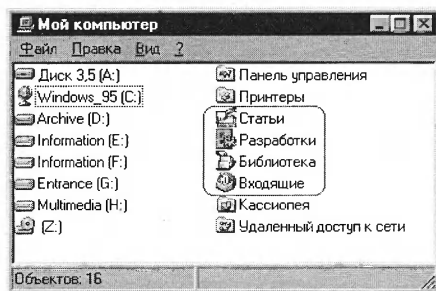 Мой компьютер
Файл Правка Вид ?
Диск 3,5 (A:)
Windows_95 (C:)
Archive (D:)
Information (E:)
Information (F:)
Entrance (G:)
Multimedia (H:)
(Z:)
Панель управления
Принтеры
Статьи
Разработки
Библиотека
Входящие
Кассиопея
Удаленный доступ к сети
Объектов: 16